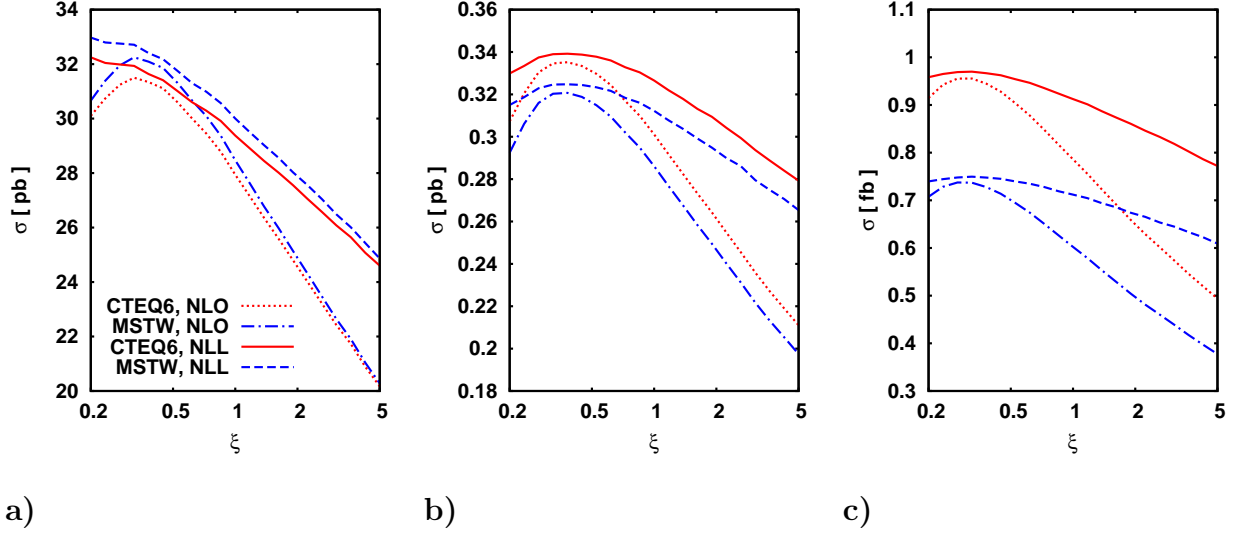 34
32
30
28
26
24
22
20
σ [ pb ]
CTEQ6, NLO
MSTW, NLO
CTEQ6, NLL
MSTW, NLL
0.2 0.5 1 2 5
ξ
a)
0.36
0.34
0.32
0.3
0.28
0.26
0.24
0.22
0.2
0.18
σ [ pb ]
0.2 0.5 1 2 5
ξ
b)
1.1
1
0.9
0.8
0.7
0.6
0.5
0.4
0.3
σ [ fb ]
0.2 0.5 1 2 5
ξ
c)